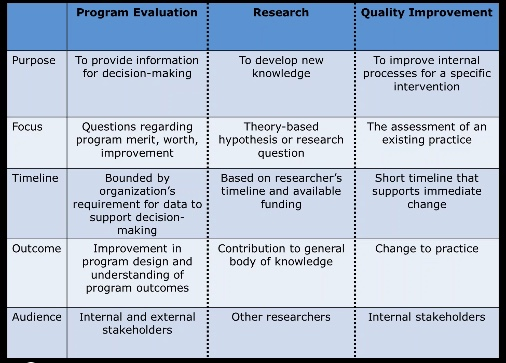 Program Evaluation
Research
Quality Improvement
Purpose
To provide information
for decision-making
To develop new
knowledge
To improve internal
processes for a specific
intervention
Focus
Questions regarding
program merit, worth,
improvement
Theory-based
hypothesis or research
question
The assessment of an
existing practice
Timeline
Bounded by
organization's
requirement for data to
support decision-
making
Based on researcher's
timeline and available
funding
Short timeline that
supports immediate
change
Outcome
Improvement in
program design and
understanding of
program outcomes
Contribution to general
body of knowledge
Change to practice
Audience
Internal and external
stakeholders
Other researchers
Internal stakeholders